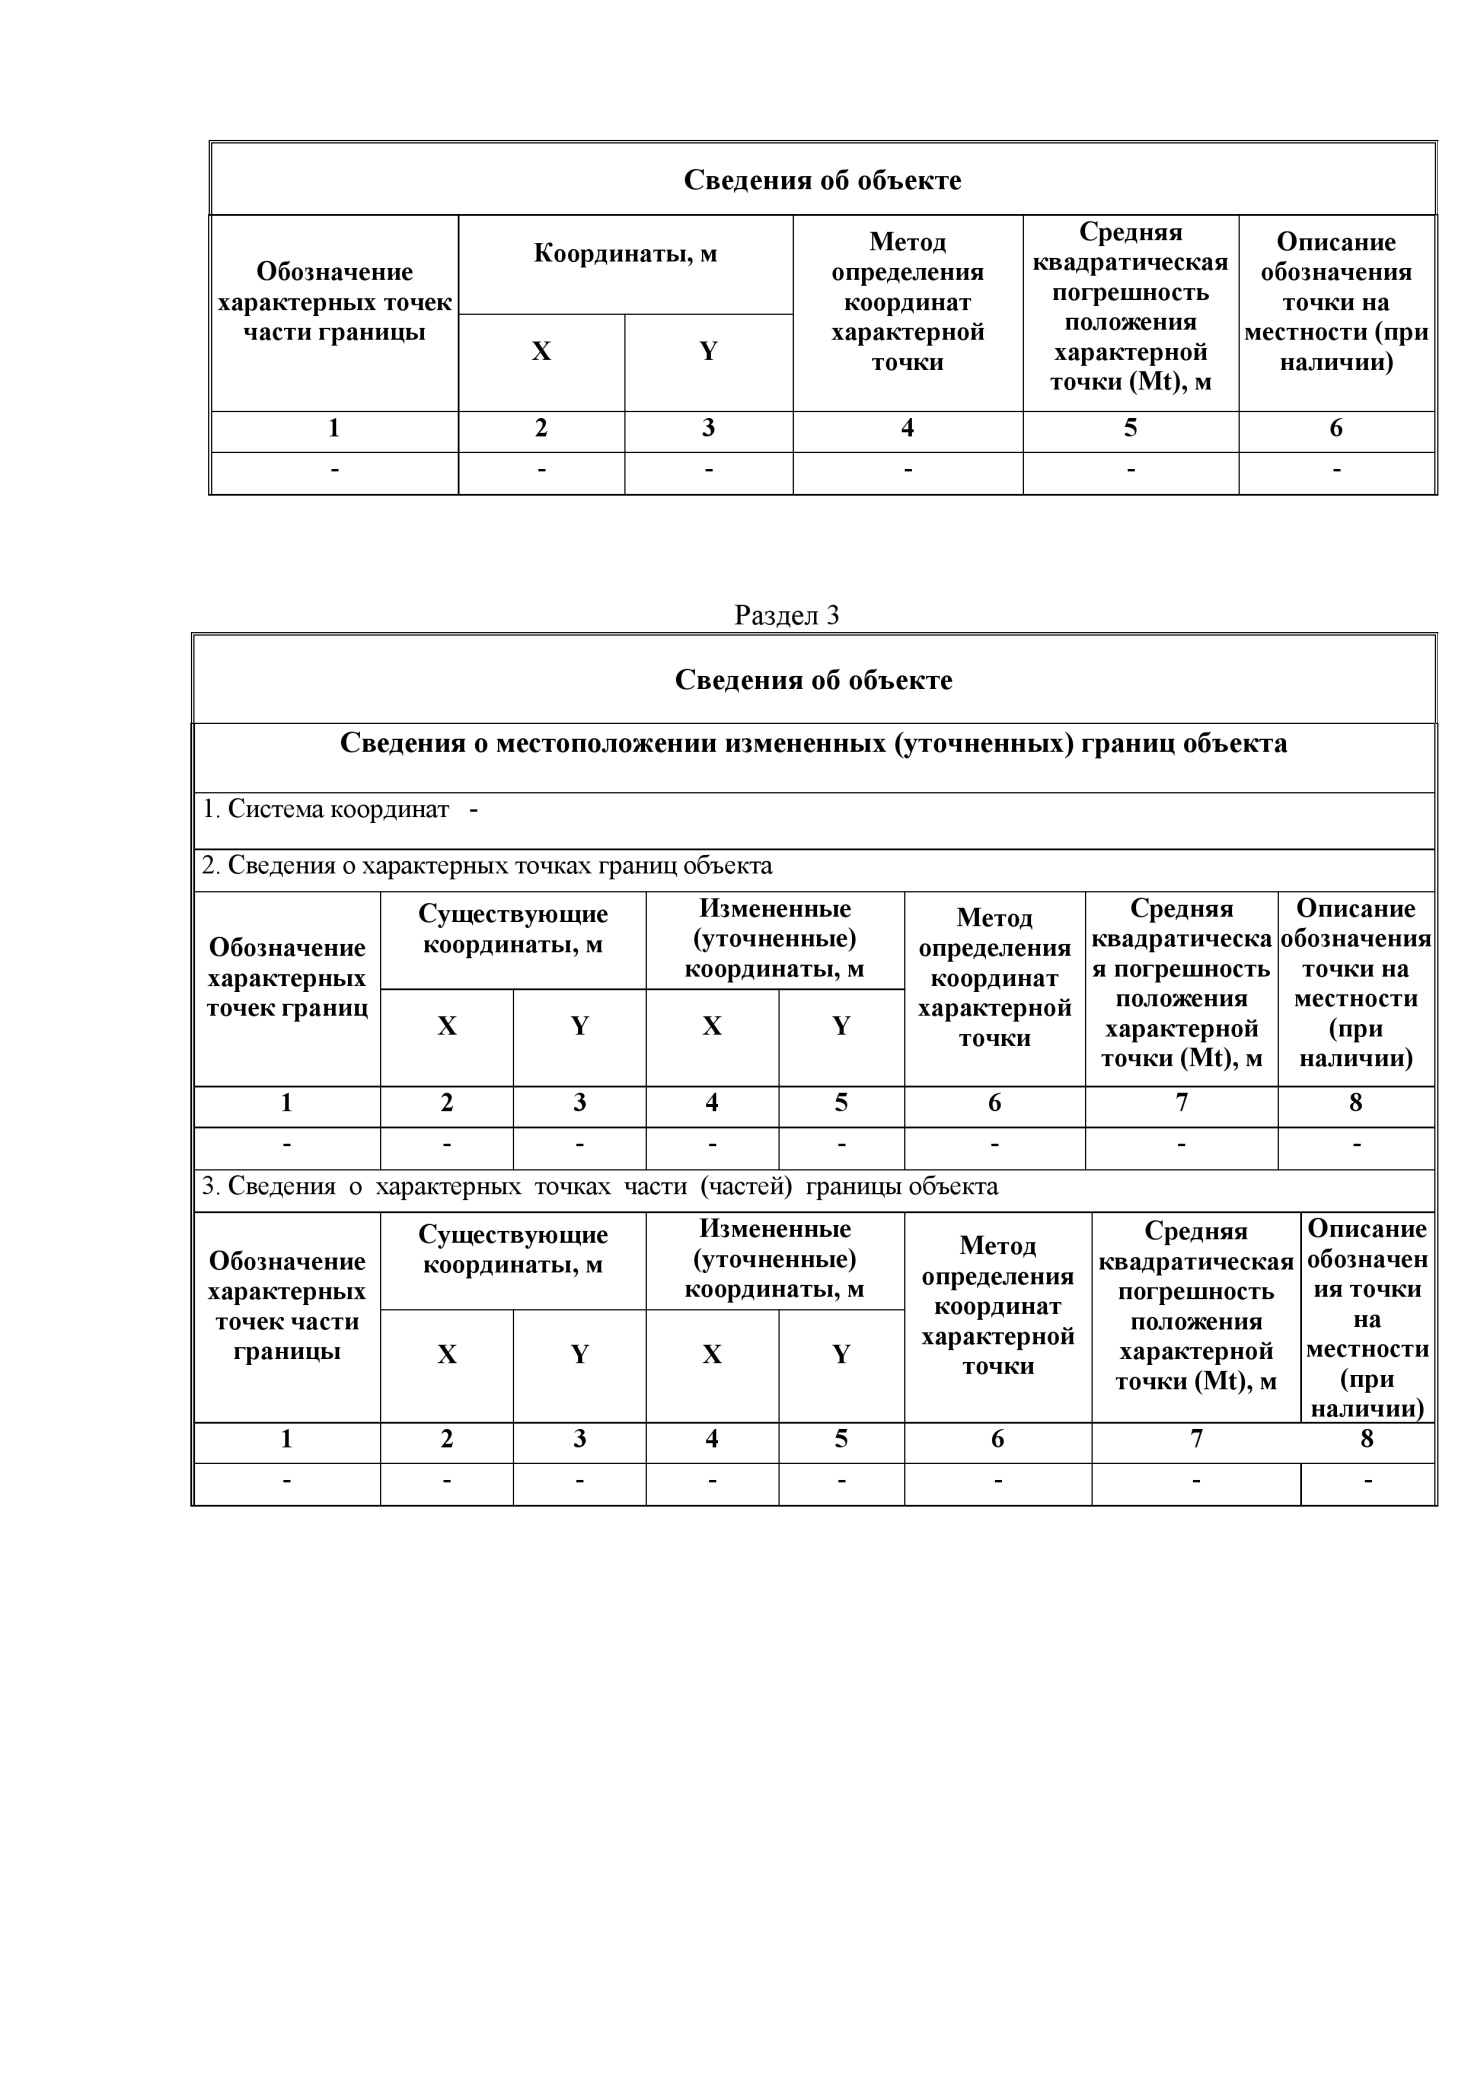 Сведения об объекте
Обозначение
характерных точек
части границы
Координаты, м
X
Y
Метод
определения
координат
характерной
точки
Средняя
квадратическая
погрешность
положения
характерной
точки (Mt), м
Описание
обозначения
точки на
местности (при
наличии)
1 2 3 4 5 6
- - - - - -
Раздел 3
Сведения об объекте
Сведения о местоположении измененных (уточненных) границ объекта
1. Система координат -
2. Сведения о характерных точках границ объекта
Обозначение
характерных
точек границ
Существующие
координаты, м
X
Y
Измененные
(уточненные)
координаты, м
X
Y
Метод
определения
координат
характерной
точки
Средняя
квадратическа
я погрешность
положения
характерной
точки (Mt), м
Описание
обозначения
точки на
местности
(при
наличии)
1 2 3 4 5 6 7 8
- - - - - - - -
3. Сведения о характерных точках части (частей) границы объекта
Обозначение
характерных
точек части
границы
Существующие
координаты, м
X
Y
Измененные
(уточненные)
координаты, м
X
Y
Метод
определения
координат
характерной
точки
Средняя
квадратическая
погрешность
положения
характерной
точки (Mt), м
Описание
обозначен
ия точки
на
местности
(при
наличии)
1 2 3 4 5 6 7 8
- - - - - - - -